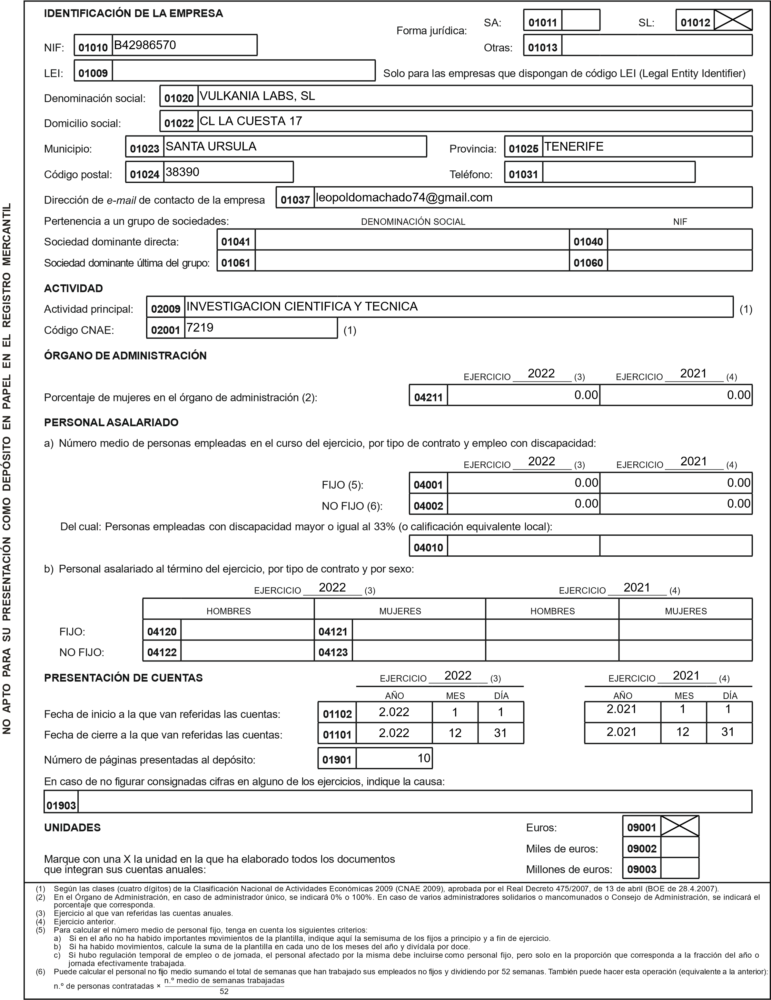 IDENTIFICACIÓN DE LA EMPRESA
Forma jurídica: SA: 01011 SL: 01012
NIF: 01010 B42986570 Otras: 01013
LEI: 01009 Solo para las empresas que dispongan de código LEI (Legal Entity Identifier)
Denominación social: 01020 VULKANIA LABS, SL
Domicilio social: 01022 CL LA CUESTA 17
Municipio: 01023 SANTA URSULA Provincia: 01025 TENERIFE
Código postal: 01024 38390 Teléfono: 01031
Dirección de e-mail de contacto de la empresa 01037 leopoldomachado74@gmail.com
Pertenencia a un grupo de sociedades: DENOMINACIÓN SOCIAL NIF
Sociedad dominante directa: 01041 01040
Sociedad dominante última del grupo: 01061 01060
ACTIVIDAD
Actividad principal: 02009 INVESTIGACION CIENTIFICA Y TECNICA (1)
Código CNAE: 02001 7219 (1)
ÓRGANO DE ADMINISTRACIÓN
EJERCICIO 2022 (3) EJERCICIO 2021 (4)
Porcentaje de mujeres en el órgano de administración (2): 04211 0.00 0.00
PERSONAL ASALARIADO
a) Número medio de personas empleadas en el curso del ejercicio, por tipo de contrato y empleo con discapacidad:
EJERCICIO 2022 (3) EJERCICIO 2021 (4)
FIJO (5): 04001 0.00 0.00
NO FIJO (6): 04002 0.00 0.00
Del cual: Personas empleadas con discapacidad mayor o igual al 33% (o calificación equivalente local):
04010
b) Personal asalariado al término del ejercicio, por tipo de contrato y por sexo:
EJERCICIO 2022 (3) EJERCICIO 2021 (4)
HOMBRES MUJERES HOMBRES MUJERES
FIJO: 04120 04121
NO FIJO: 04122 04123
PRESENTACIÓN DE CUENTAS EJERCICIO 2022 (3) EJERCICIO 2021 (4)
AÑO MES DÍA AÑO MES DÍA
Fecha de inicio a la que van referidas las cuentas: 01102 2.022 1 1 2.021 1 1
Fecha de cierre a la que van referidas las cuentas: 01101 2.022 12 31 2.021 12 31
Número de páginas presentadas al depósito: 01901 10
En caso de no figurar consignadas cifras en alguno de los ejercicios, indique la causa:
01903
UNIDADES Euros: 09001
Miles de euros: 09002
Marque con una X la unidad en la que ha elaborado todos los documentos
que integran sus cuentas anuales: Millones de euros: 09003
(1) Según las clases (cuatro dígitos) de la Clasificación Nacional de Actividades Económicas 2009 (CNAE 2009), aprobada por el Real Decreto 475/2007, de 13 de abril (BOE de 28.4.2007).
(2) En el Órgano de Administración, en caso de administrador único, se indicará 0% o 100%. En caso de varios administradores solidarios o mancomunados o Consejo de Administración, se indicará el
porcentaje que corresponda.
(3) Ejercicio al que van referidas las cuentas anuales.
(4) Ejercicio anterior.
(5) Para calcular el número medio de personal fijo, tenga en cuenta los siguientes criterios:
a) Si en el año no ha habido importantes movimientos de la plantilla, indique aquí la semisuma de los fijos a principio y a fin de ejercicio.
b) Si ha habido movimientos, calcule la suma de la plantilla en cada uno de los meses del año y divídala por doce.
c) Si hubo regulación temporal de empleo o de jornada, el personal afectado por la misma debe incluirse como personal fijo, pero solo en la proporción que corresponda a la fracción del año o
jornada efectivamente trabajada.
(6) Puede calcular el personal no fijo medio sumando el total de semanas que han trabajado sus empleados no fijos y dividiendo por 52 semanas. También puede hacer esta operación (equivalente a la anterior):
n.º de personas contratadas × n.º medio de semanas trabajadas
52
NO APTO PARA SU PRESENTACIÓN COMO DEPÓSITO EN PAPEL EN EL REGISTRO MERCANTIL